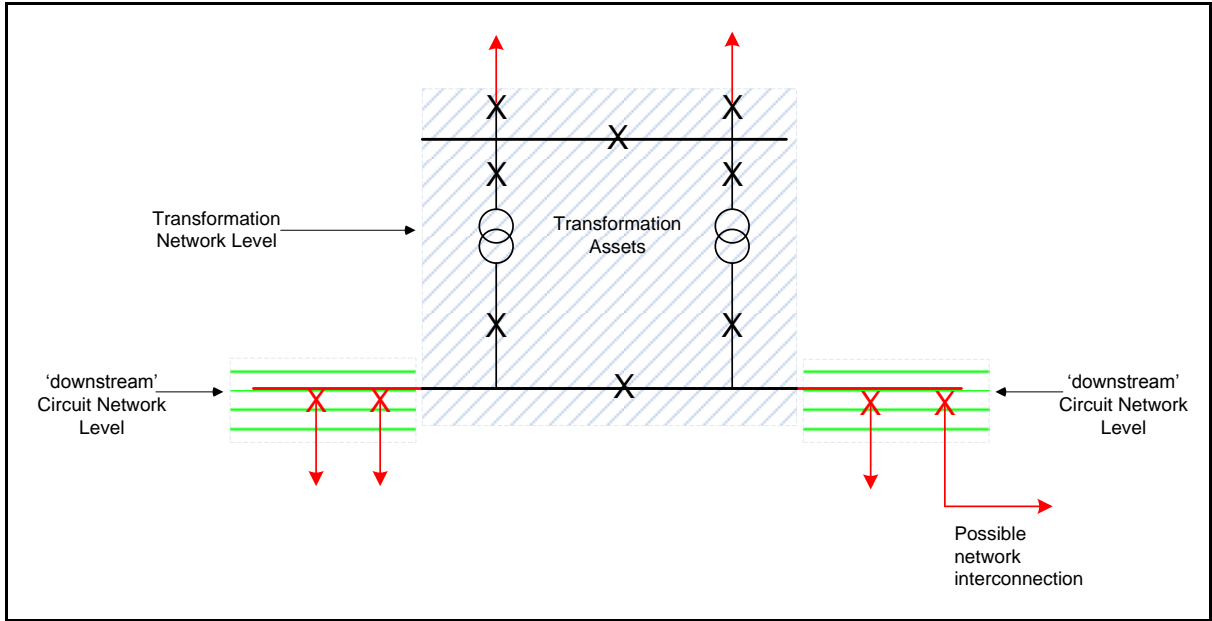 Transformation
Network Level
Transformation
Assets
‘downstream’
Circuit Network
Level
‘downstream’
Circuit Network
Level
Possible
network
interconnection